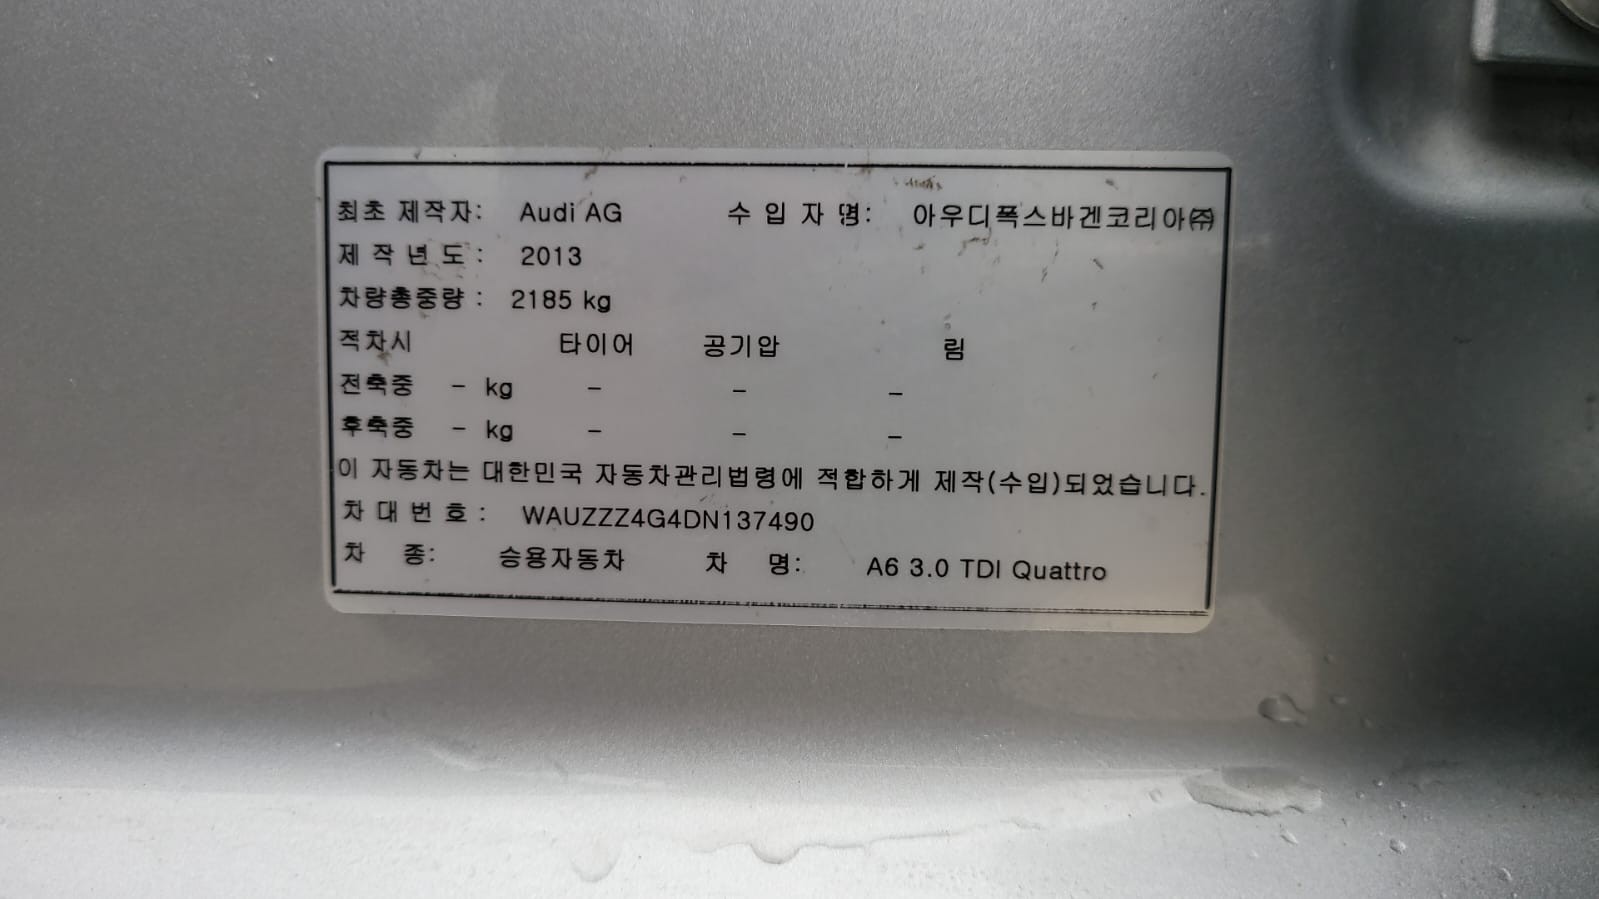 최초 제작자: Audi AG 수 입 자 명: 아우디폭스바겐코리아㈜
제 작 년 도 : 2013
차량총중량 : 2185 kg
적차시 타이어 공기압 림
전축중 - kg - - -
후축중 - kg - - -
이 자동차는 대한민국 자동차관리법령에 적합하게 제작(수입)되었습니다.
차 대 번 호 : WAUZZZ4G4DN137490
차 종: 승용자동차 차 명: A6 3.0 TDI Quattro